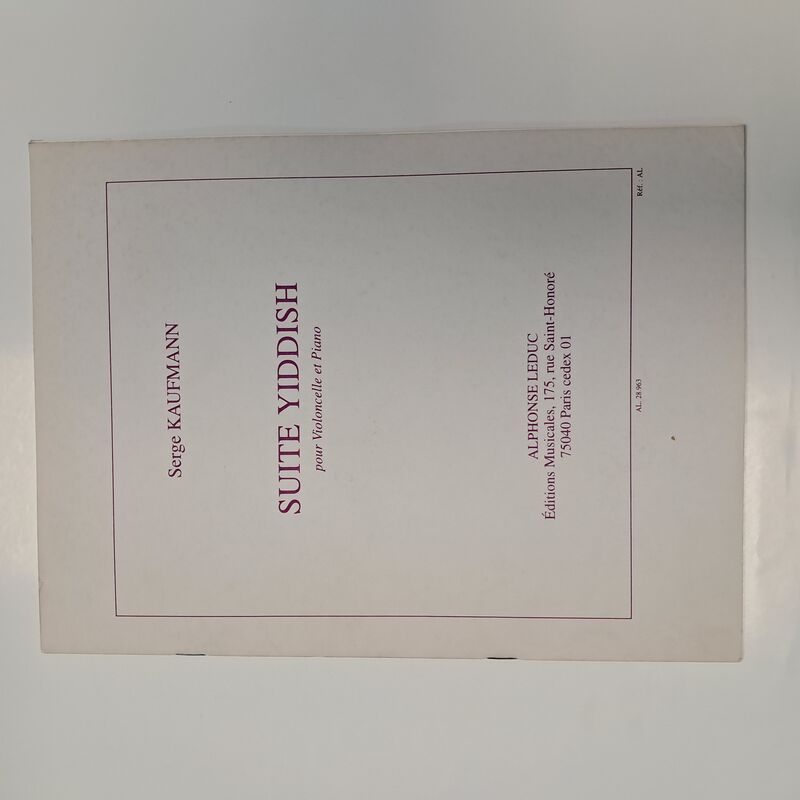 Serge KAUFMANN
SUITE YIDDISH
pour Violoncelle et Piano
ALPHONSE LEDUC
Éditions Musicales, 175, rue Saint-Honoré
75040 Paris cedex 01
AL. 28 963
Réf. : AL